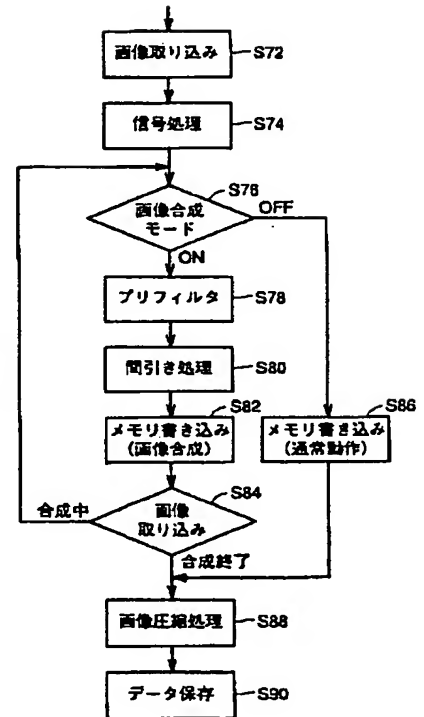 画像取り込み
S72
信号処理
S74
S76
画像合成
モード
OFF
ON
プリフィルタ
S78
間引き処理
S80
S82
メモリ書き込み
(画像合成)
S86
メモリ書き込み
(通常動作)
S84
合成中
画像
取り込み
合成終了
画像圧縮処理
S88
データ保存
S90